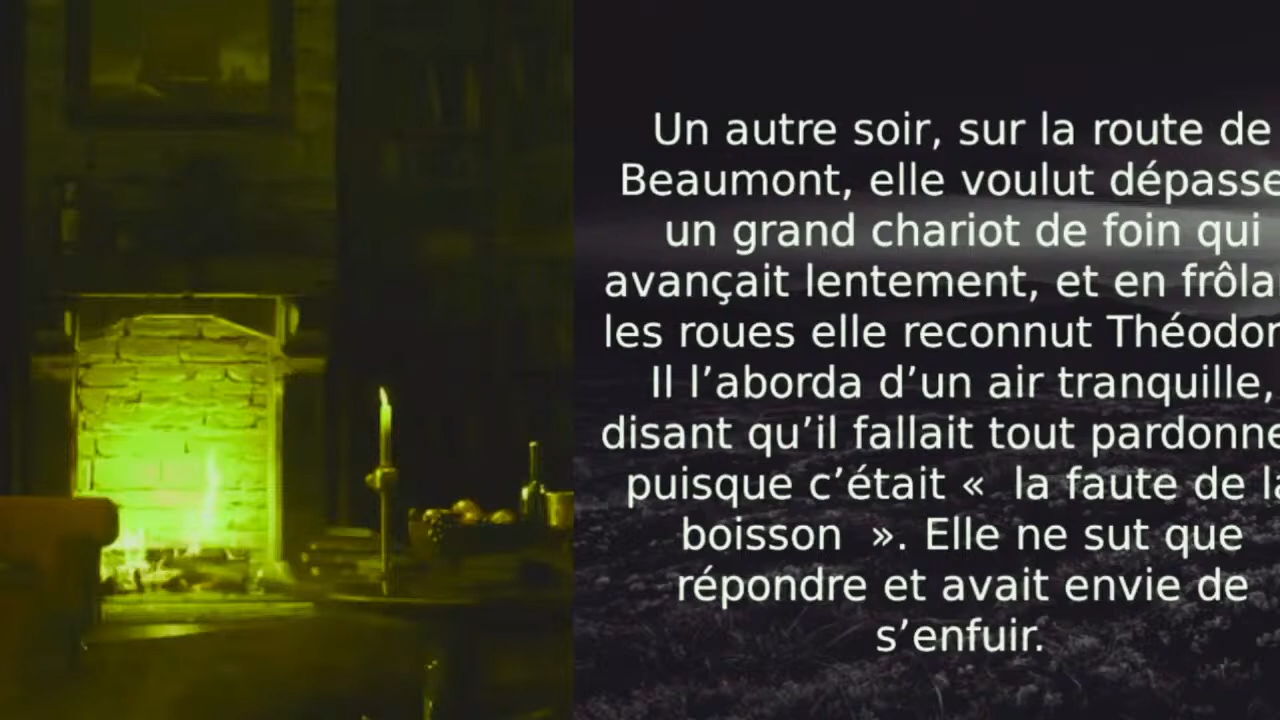 Un autre soir, sur la route de
Beaumont, elle voulut dépasse
un grand chariot de foin qui
avançait lentement, et en frôla
les roues elle reconnut Théodor
Il l’aborda d’un air tranquille,
disant qu’il fallait tout pardonne
puisque c’était «  la faute de la
boisson  ». Elle ne sut que
répondre et avait envie de
s’enfuir.